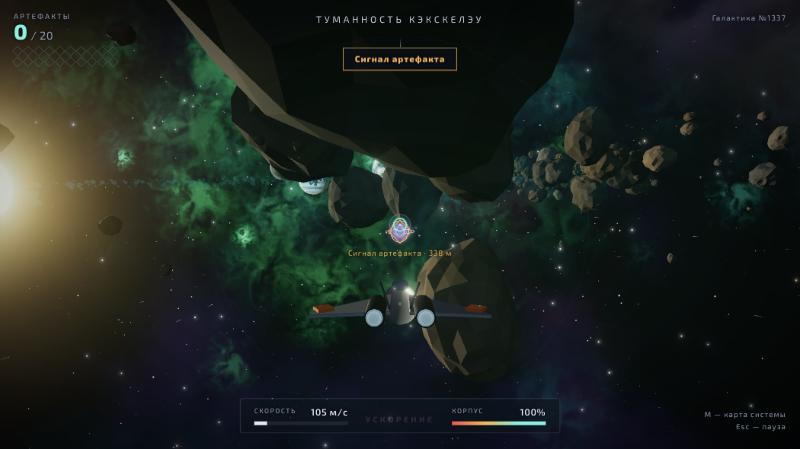 АРТЕФАКТЫ
0 / 20
ТУМАННОСТЬ КЭКСКЕЛЭУ
Галактика №1337
Сигнал артефакта
Сигнал артефакта · 338 м
СКОРОСТЬ 105 м/с
УСКОРЕНИЕ
КОРПУС 100%
M — карта системы
Esc — пауза